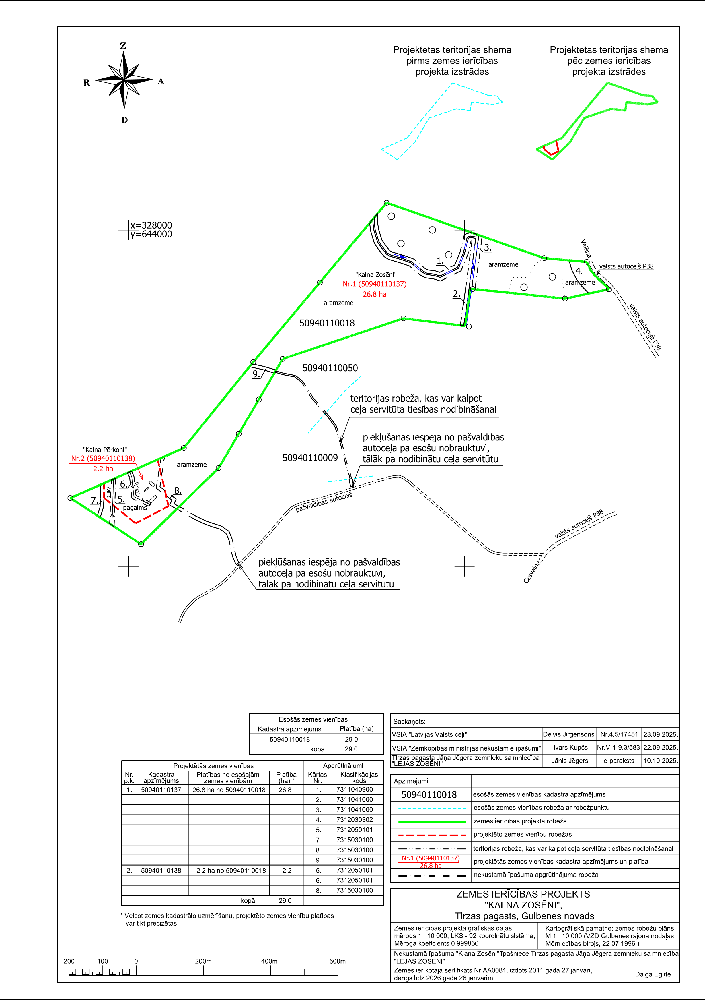 Z
R
A
D
Projektētās teritorijas shēma
pirms zemes ierīcības
projekta izstrādes
Projektētās teritorijas shēma
pēc zemes ierīcības
projekta izstrādes
x=328000
y=644000
1.
2.
3.
4.
aramzeme
aramzeme
Velēna
valsts autoceļš P38
valsts autoceļš P38
"Kalna Zosēni"
Nr.1 (50940110137)
26.8 ha
aramzeme
50940110018
9.
50940110050
teritorijas robeža, kas var kalpot
ceļa servitūta tiesības nodibināšanai
piekļūšanas iespēja no pašvaldības
autoceļa pa esošu nobrauktuvi,
tālāk pa nodibinātu ceļa servitūtu
50940110009
"Kalna Pērkoni"
Nr.2 (50940110138)
2.2 ha
aramzeme
6.
0.4kV
0.4kV
7.
5.
8.
pagalms
pašvaldības autoceļš
valsts autoceļš P38
Cesvaine
piekļūšanas iespēja no pašvaldības
autoceļa pa esošu nobrauktuvi,
tālāk pa nodibinātu ceļa servitūtu
Esošās zemes vienības
Kadastra apzīmējums Platība (ha)
50940110018 29.0
kopā : 29.0
Projektētās zemes vienības Apgrūtinājumi
Nr. p.k. Kadastra apzīmējums Platības no esošajām zemes vienībām Platība (ha) * Kārtas Nr. Klasifikācijas kods
1. 50940110137 26.8 ha no 50940110018 26.8 1. 7311040900
2. 7311041000
3. 7311041000
4. 7312030302
5. 7312050101
7. 7315030100
8. 7315030100
9. 7315030100
2. 50940110138 2.2 ha no 50940110018 2.2 5. 7312050101
6. 7312050101
8. 7315030100
kopā : 29.0
* Veicot zemes kadastrālo uzmērīšanu, projektēto zemes vienību platības
var tikt precizētas
200 100 0 200m 400m 600m
Saskaņots:
VSIA "Latvijas Valsts ceļi" Deivis Jirgensons Nr.4.5/17451 23.09.2025.
VSIA "Zemkopības ministrijas nekustamie īpašumi" Ivars Kupčs Nr.V-1-9.3/583 22.09.2025.
Tirzas pagasta Jāņa Jēgera zemnieku saimniecība
"LEJAS ZOSĒNI" Jānis Jēgers e-paraksts 10.10.2025.
Apzīmējumi
50940110018 esošās zemes vienības kadastra apzīmējums
esošās zemes vienības robeža ar robežpunktu
zemes ierīcības projekta robeža
projektēto zemes vienību robežas
teritorijas robeža, kas var kalpot ceļa servitūta tiesības nodibināšanai
Nr.1 (50940110137)
26.8 ha
projektētās zemes vienības kadastra apzīmējums un platība
nekustamā īpašuma apgrūtinājuma robeža
ZEMES IERĪCĪBAS PROJEKTS
"KALNA ZOSĒNI",
Tirzas pagasts, Gulbenes novads
Zemes ierīcības projekta grafiskās daļas
mērogs 1 : 10 000, LKS - 92 koordinātu sistēma,
Mēroga koeficients 0.999856
Kartogrāfiskā pamatne: zemes robežu plāns
M 1 : 10 000 (VZD Gulbenes rajona nodaļas
Mērniecības birojs, 22.07.1996.)
Nekustamā īpašuma "Klana Zosēni" īpašniece Tirzas pagasta Jāņa Jēgera zemnieku saimniecība
"LEJAS ZOSĒNI"
Zemes ierīkotāja sertifikāts Nr.AA0081, izdots 2011.gada 27.janvārī,
derīgs līdz 2026.gada 26.janvārim
Daiga Eglīte